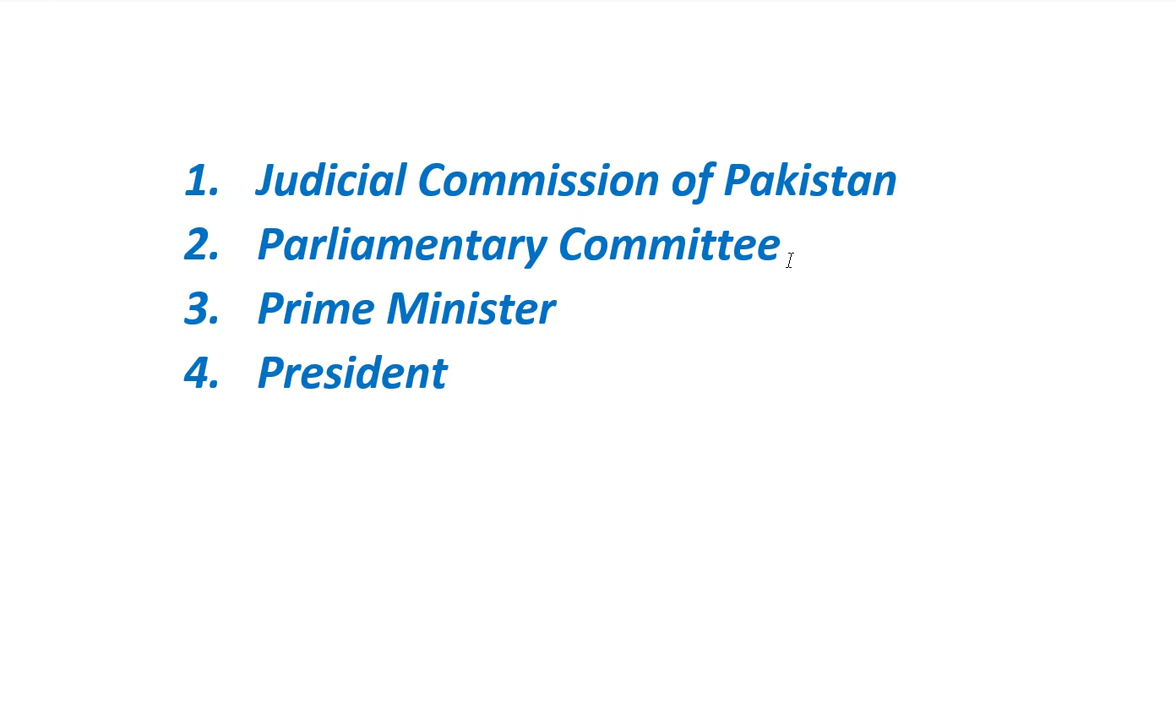 1. Judicial Commission of Pakistan
2. Parliamentary Committee
3. Prime Minister
4. President